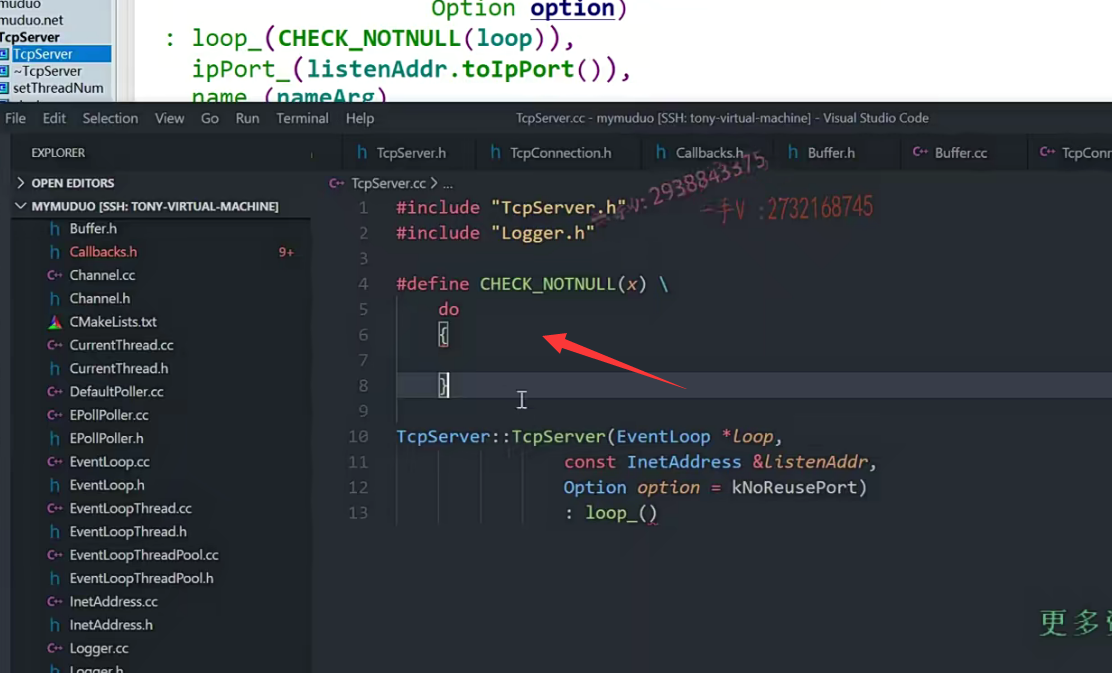 muduo
Option option)
muduo.net
TcpServer
: loop_(CHECK_NOTNULL(loop)),
TcpServer
~TcpServer
ipPort_(listenAddr.toIpPort()),
setThreadNum
name_(nameArg)
File Edit Selection View Go Run Terminal Help
TcpServer.cc - mymuduo [SSH: tony-virtual-machine] - Visual Studio Code
EXPLORER
TcpServer.h TcpConnection.h Callbacks.h Buffer.h Buffer.cc TcpConn
OPEN EDITORS
TcpServer.cc > ...
MYMUDUO [SSH: TONY-VIRTUAL-MACHINE]
Buffer.h
Callbacks.h 9+
Channel.cc
Channel.h
CMakeLists.txt
CurrentThread.cc
CurrentThread.h
DefaultPoller.cc
EPollPoller.cc
EPollPoller.h
EventLoop.cc
EventLoop.h
EventLoopThread.cc
EventLoopThread.h
EventLoopThreadPool.cc
EventLoopThreadPool.h
InetAddress.cc
InetAddress.h
Logger.cc
Logger.h
1 #include "TcpServer.h"
2 #include "Logger.h"
3
4 #define CHECK_NOTNULL(x) \
5 do
6 {
7
8 }
9
10 TcpServer::TcpServer(EventLoop *loop,
11 const InetAddress &listenAddr,
12 Option option = kNoReusePort)
13 : loop_()
:2938843375
二手V :2732168745
更多